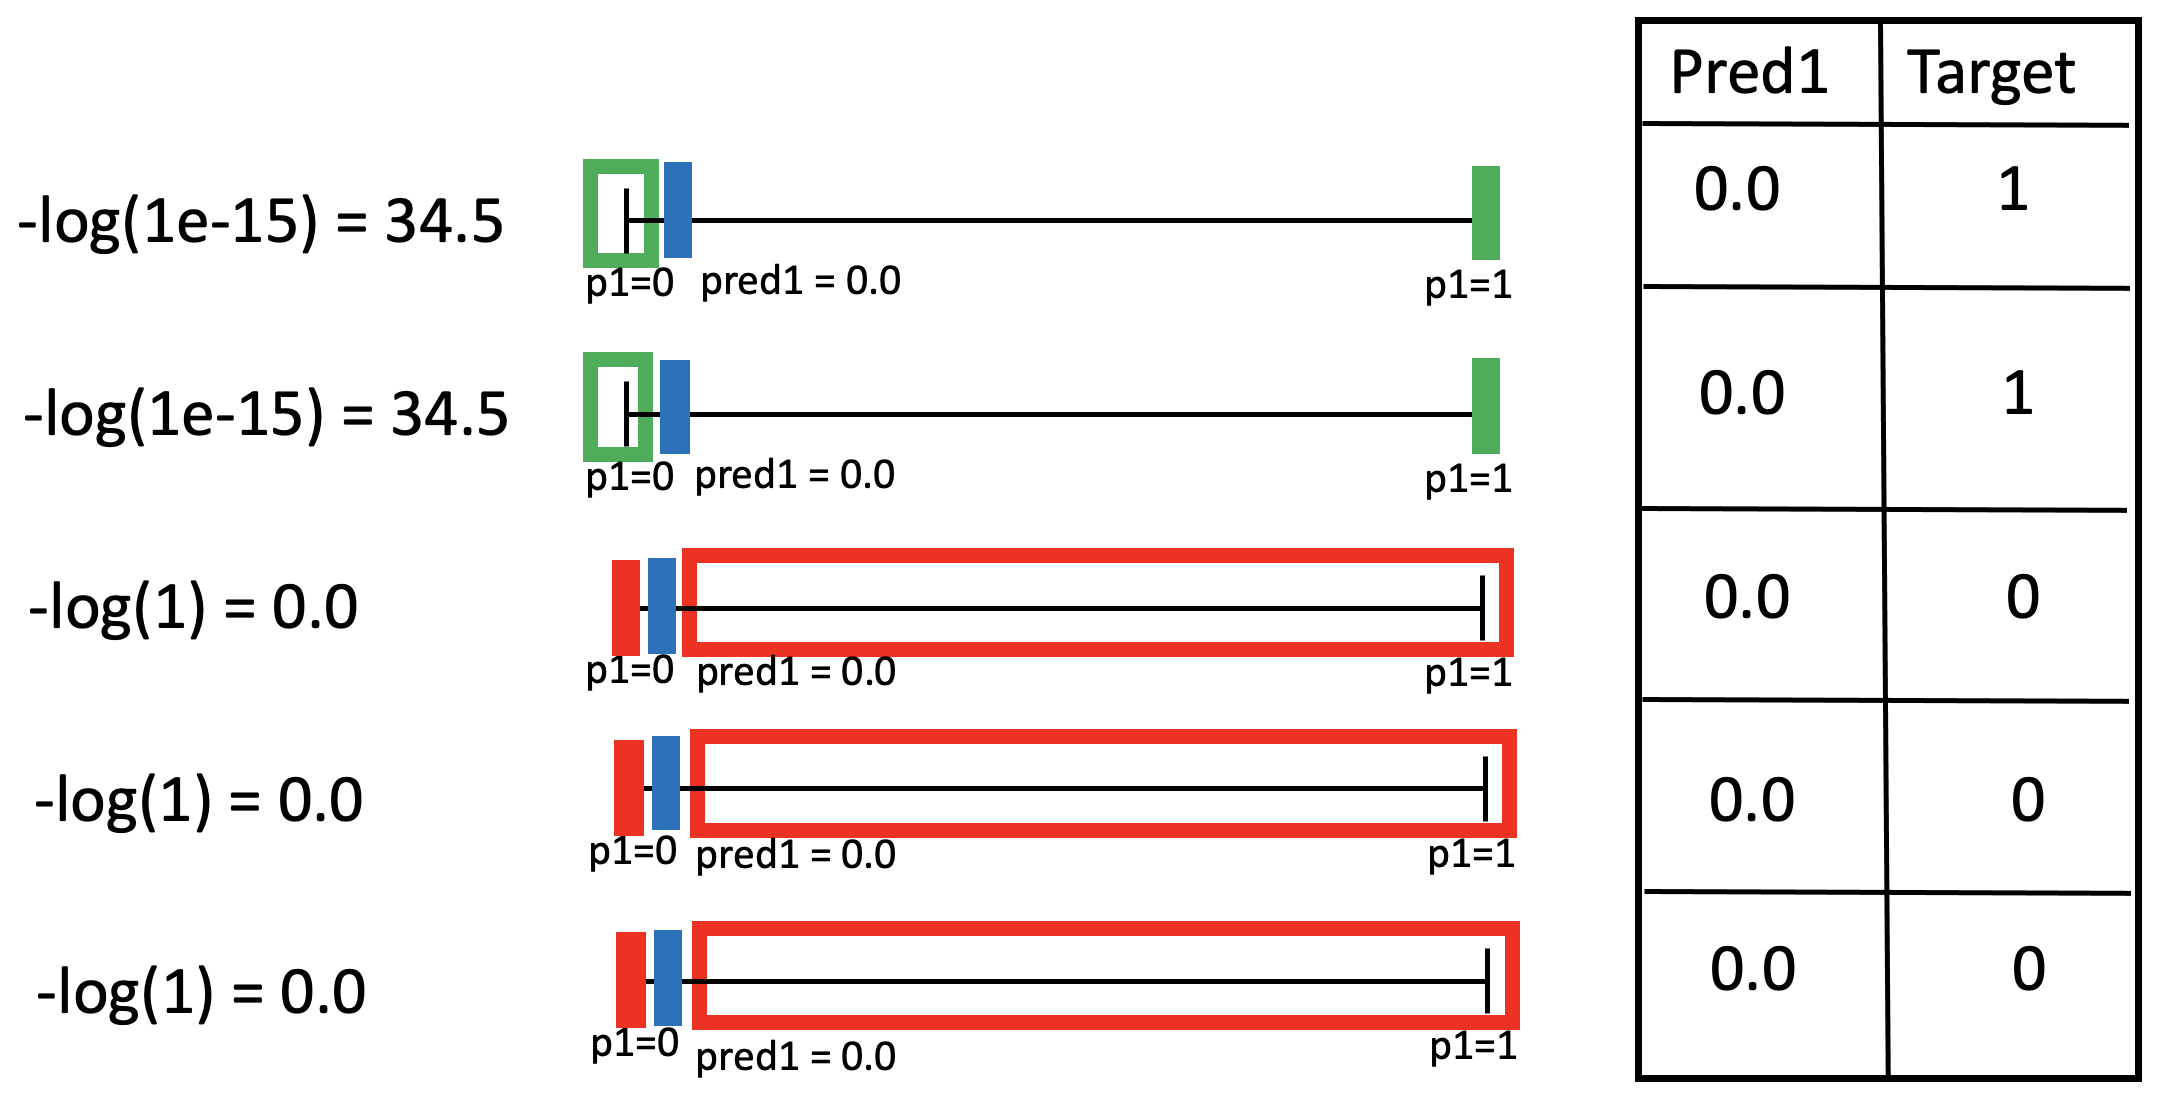 Pred1 Target
-log(1e-15) = 34.5
p1=0 pred1 = 0.0 p1=1
0.0 1
-log(1e-15) = 34.5
p1=0 pred1 = 0.0 p1=1
0.0 1
-log(1) = 0.0
p1=0 pred1 = 0.0 p1=1
0.0 0
-log(1) = 0.0
p1=0 pred1 = 0.0 p1=1
0.0 0
-log(1) = 0.0
p1=0 pred1 = 0.0 p1=1
0.0 0